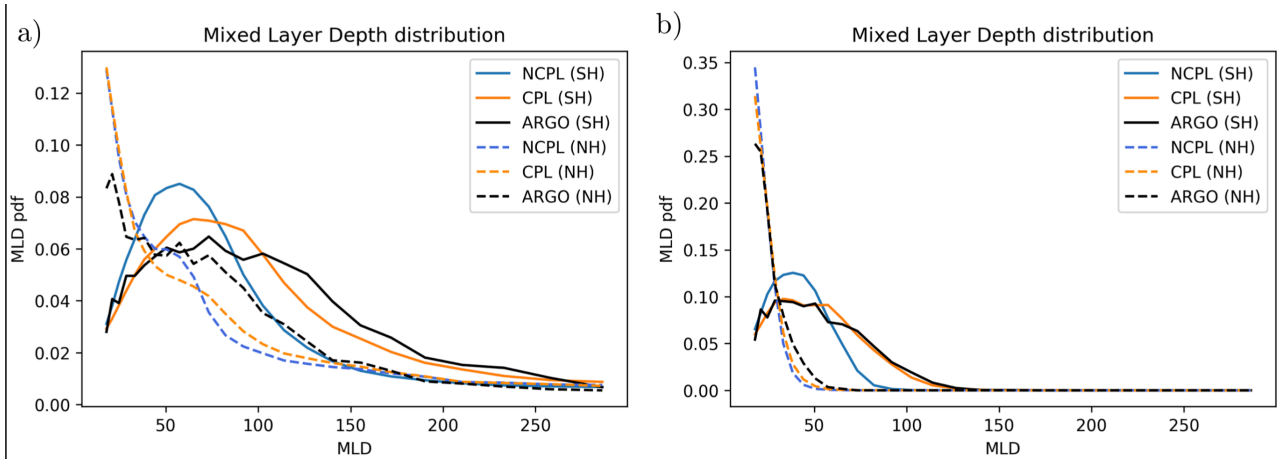 a)
Mixed Layer Depth distribution
NCPL (SH)
CPL (SH)
ARGO (SH)
NCPL (NH)
CPL (NH)
ARGO (NH)
0.12
0.10
0.08
0.06
0.04
0.02
0.00
MLD pdf
50
100
150
200
250
MLD
b)
Mixed Layer Depth distribution
NCPL (SH)
CPL (SH)
ARGO (SH)
NCPL (NH)
CPL (NH)
ARGO (NH)
0.35
0.30
0.25
0.20
0.15
0.10
0.05
0.00
MLD pdf
50
100
150
200
250
MLD